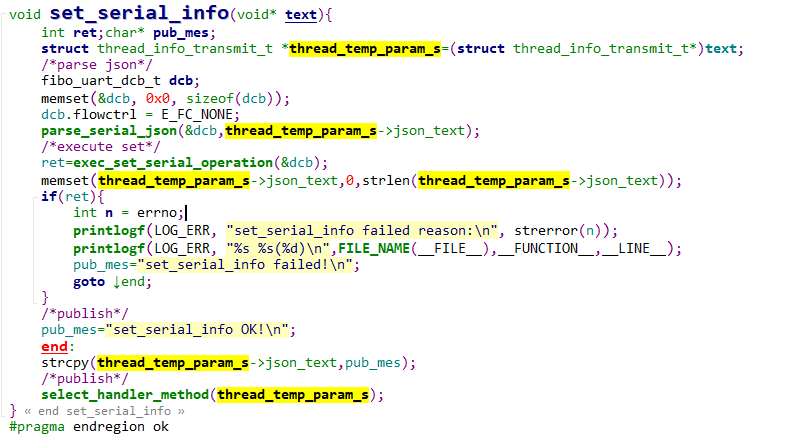 void set_serial_info(void* text){
    int ret;char* pub_mes;
    struct thread_info_transmit_t *thread_temp_param_s=(struct thread_info_transmit_t*)text;
    /*parse json*/
    fibo_uart_dcb_t dcb;
    memset(&dcb, 0x0, sizeof(dcb));
    dcb.flowctrl = E_FC_NONE;
    parse_serial_json(&dcb,thread_temp_param_s->json_text);
    /*execute set*/
    ret=exec_set_serial_operation(&dcb);
    memset(thread_temp_param_s->json_text,0,strlen(thread_temp_param_s->json_text));
    if(ret){
        int n = errno;
        printlogf(LOG_ERR, "set_serial_info failed reason:\n", strerror(n));
        printlogf(LOG_ERR, "%s %s(%d)\n",FILE_NAME(__FILE__),__FUNCTION__,__LINE__);
        pub_mes="set_serial_info failed!\n";
        goto ↓end;
    }
    /*publish*/
    pub_mes="set_serial_info OK!\n";
    end:
    strcpy(thread_temp_param_s->json_text,pub_mes);
    /*publish*/
    select_handler_method(thread_temp_param_s);
} « end set_serial_info »
#pragma endregion ok